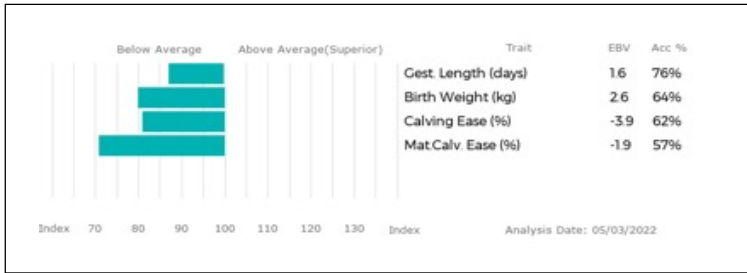 Below Average Above Average(Superior) Trait EBV Acc %
Gest. Length (days) 1.6 76%
Birth Weight (kg) 2.6 64%
Calving Ease (%) -3.9 62%
Mat.Calv. Ease (%) -1.9 57%
Index 70 80 90 100 110 120 130 Index Analysis Date: 05/03/2022